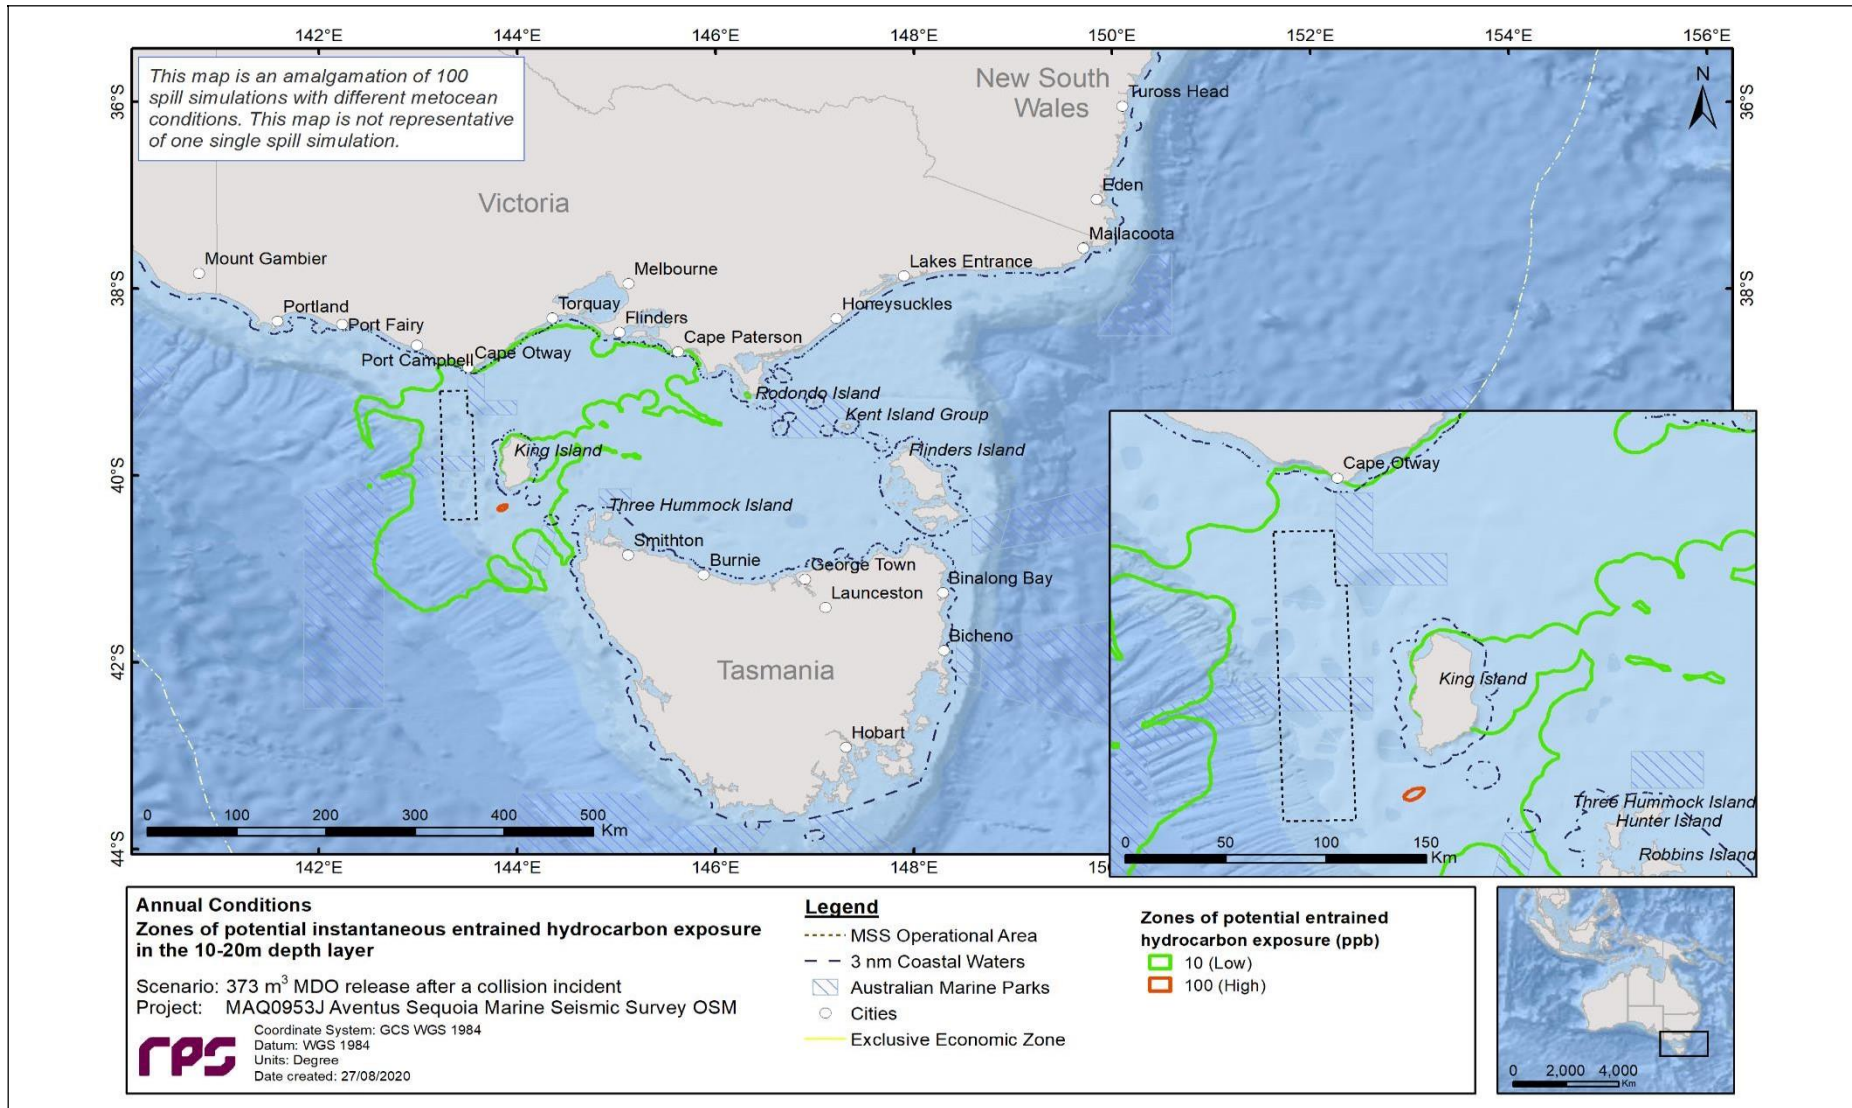 142°E 144°E 146°E 148°E 150°E 152°E 154°E 156°E
This map is an amalgamation of 100
spill simulations with different metocean
conditions. This map is not representative
of one single spill simulation.
New South
Wales
Tuross Head
N
36°S
36°S
Victoria
Eden
Mallacoota
Mount Gambier
Melbourne
Lakes Entrance
38°S
38°S
Portland
Torquay
Honeysuckles
Port Fairy
Flinders
Cape Paterson
Port Campbell
Cape Otway
Rodondo Island
Kent Island Group
King Island
Flinders Island
40°S
Three Hummock Island
Smithton
Burnie
George Town
Binalong Bay
Launceston
Bicheno
42°S
Tasmania
Hobart
0 100 200 300 400 500
Km
44°S
142°E 144°E 146°E 148°E 150
Cape Otway
King Island
Three Hummock Island
Hunter Island
Robbins Island
0 50 100 150
Km
Annual Conditions
Zones of potential instantaneous entrained hydrocarbon exposure
in the 10-20m depth layer
Scenario: 373 m³ MDO release after a collision incident
Project: MAQ0953J Aventus Sequoia Marine Seismic Survey OSM
rps
Coordinate System: GCS WGS 1984
Datum: WGS 1984
Units: Degree
Date created: 27/08/2020
Legend
MSS Operational Area
3 nm Coastal Waters
Australian Marine Parks
Cities
Exclusive Economic Zone
Zones of potential entrained
hydrocarbon exposure (ppb)
10 (Low)
100 (High)
0 2,000 4,000
Km